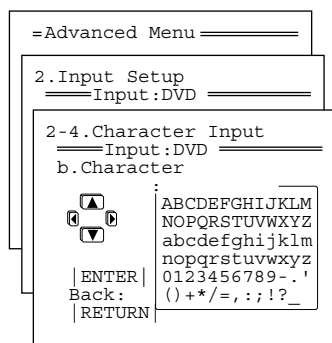 =Advanced Menu
2.Input Setup
Input:DVD
2-4.Character Input
Input:DVD
b.Character
:
ABCDEFGHIJKLM
NOPQRSTUVWXYZ
abcdefghijklm
nopqrstuvwxyz
|ENTER| 0123456789-.'
Back: ()+*/=,:;!?_
|RETURN|